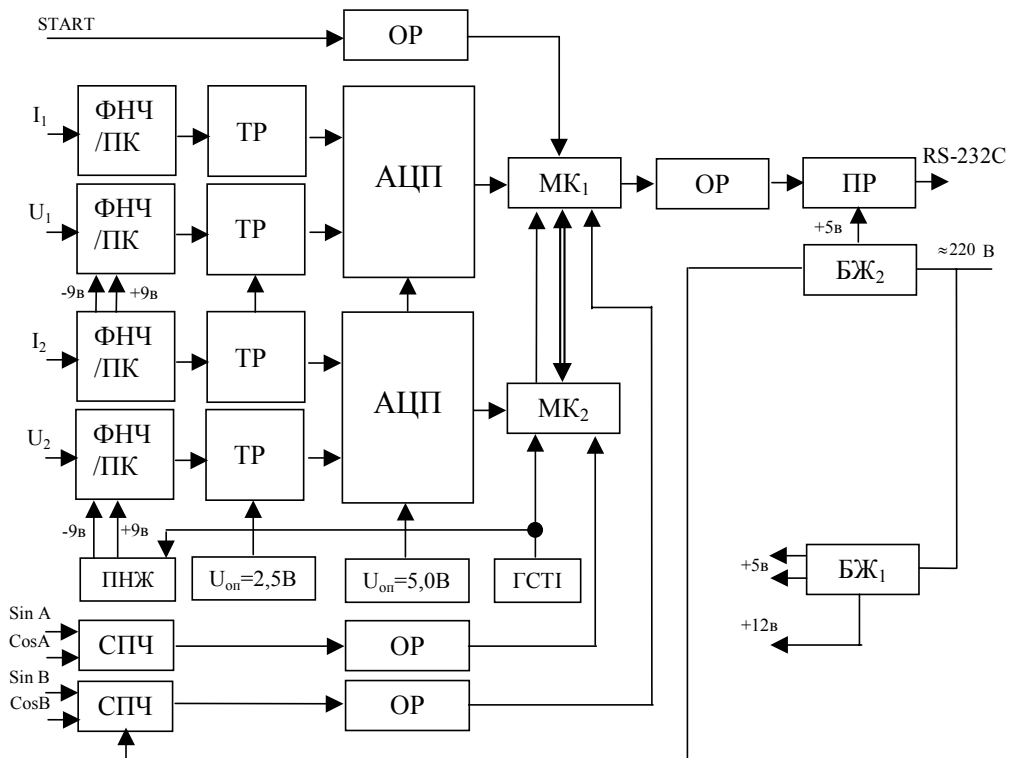 START
ОР
I₁
ФНЧ
/ПК
ТР
АЦП
U₁
ФНЧ
/ПК
ТР
МК₁
ОР
ПР
RS-232C
+5в
БЖ₂
≈220 В
-9в
+9в
I₂
ФНЧ
/ПК
ТР
АЦП
МК₂
U₂
ФНЧ
/ПК
ТР
-9в
+9в
ПНЖ
Uоп=2,5В
Uоп=5,0В
ГСТІ
+5в
БЖ₁
+12в
Sin A
CosA
СПЧ
ОР
Sin B
CosB
СПЧ
ОР